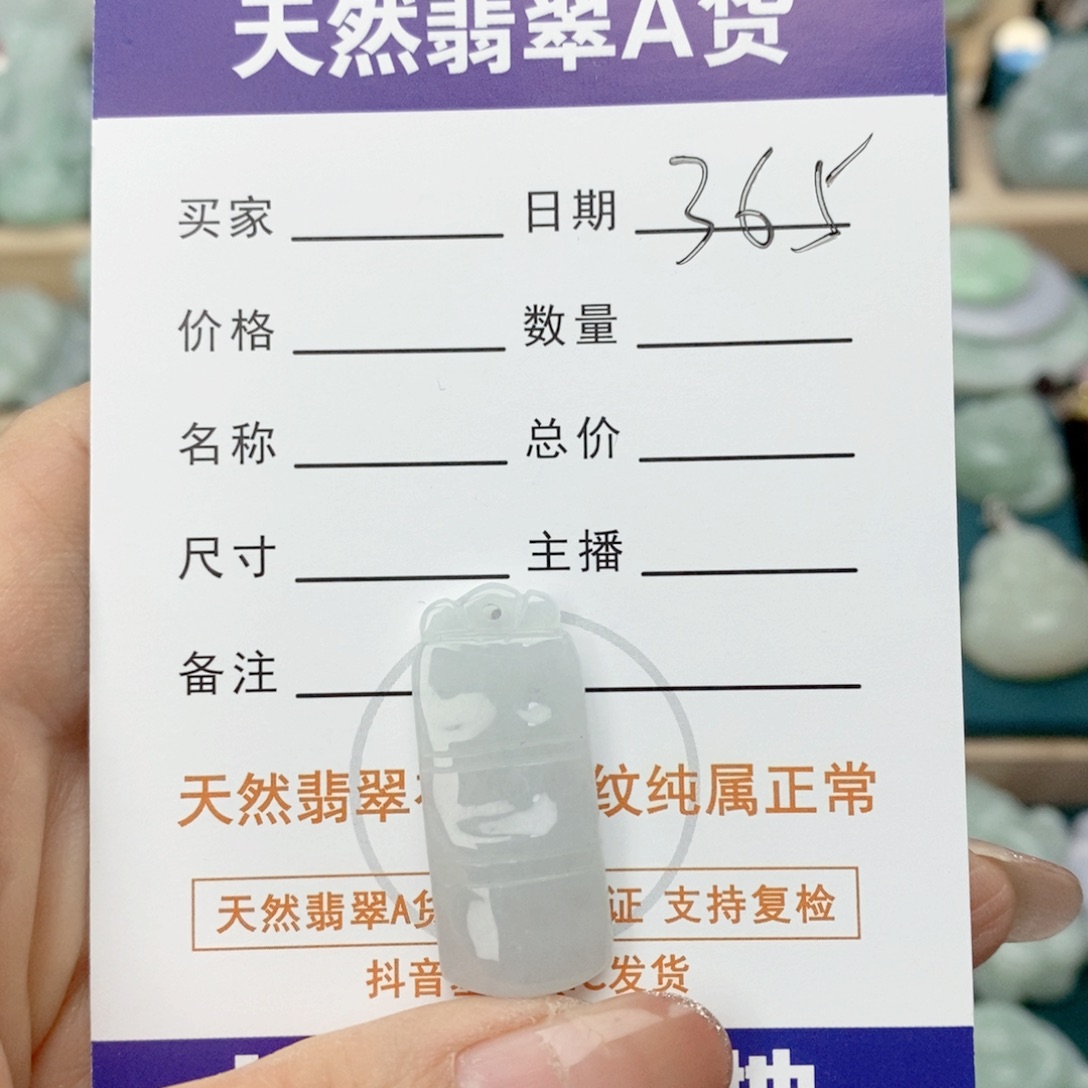 天然翡翠A货
买家 日期 365
价格 数量
名称 总价
尺寸 主播
备注
天然翡翠 纹纯属正常
天然翡翠A货 证 支持复检
抖音 发货